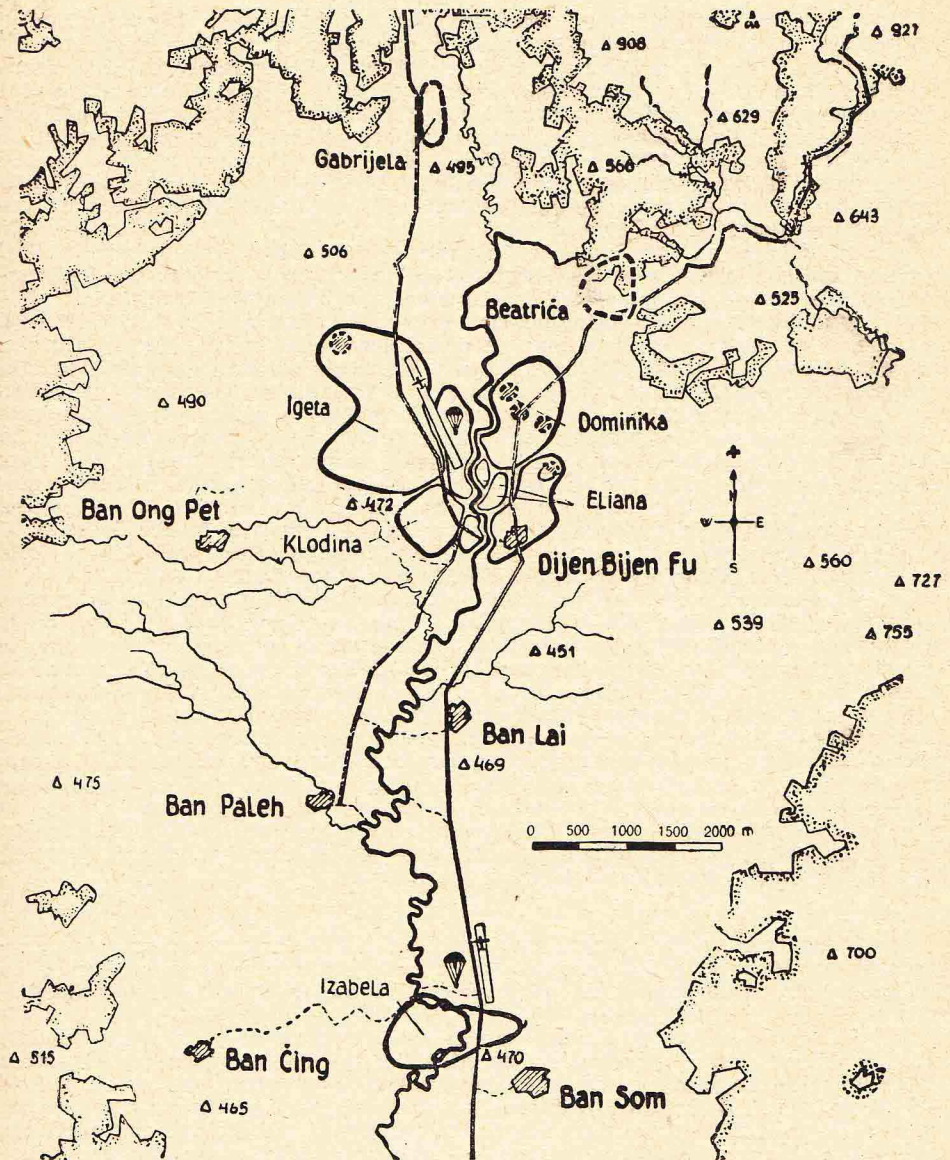 908
927
629
Gabrijela
495
568
643
506
525
Beatrića
490
Igeta
Dominika
Ban Ong Pet
472
Eliana
N
W E
S
Klodina
Dijen Bijen Fu
560
727
539
755
451
Ban Lai
469
475
Ban Paleh
0 500 1000 1500 2000 m
700
Izabela
515
Ban Čing
470
Ban Som
465